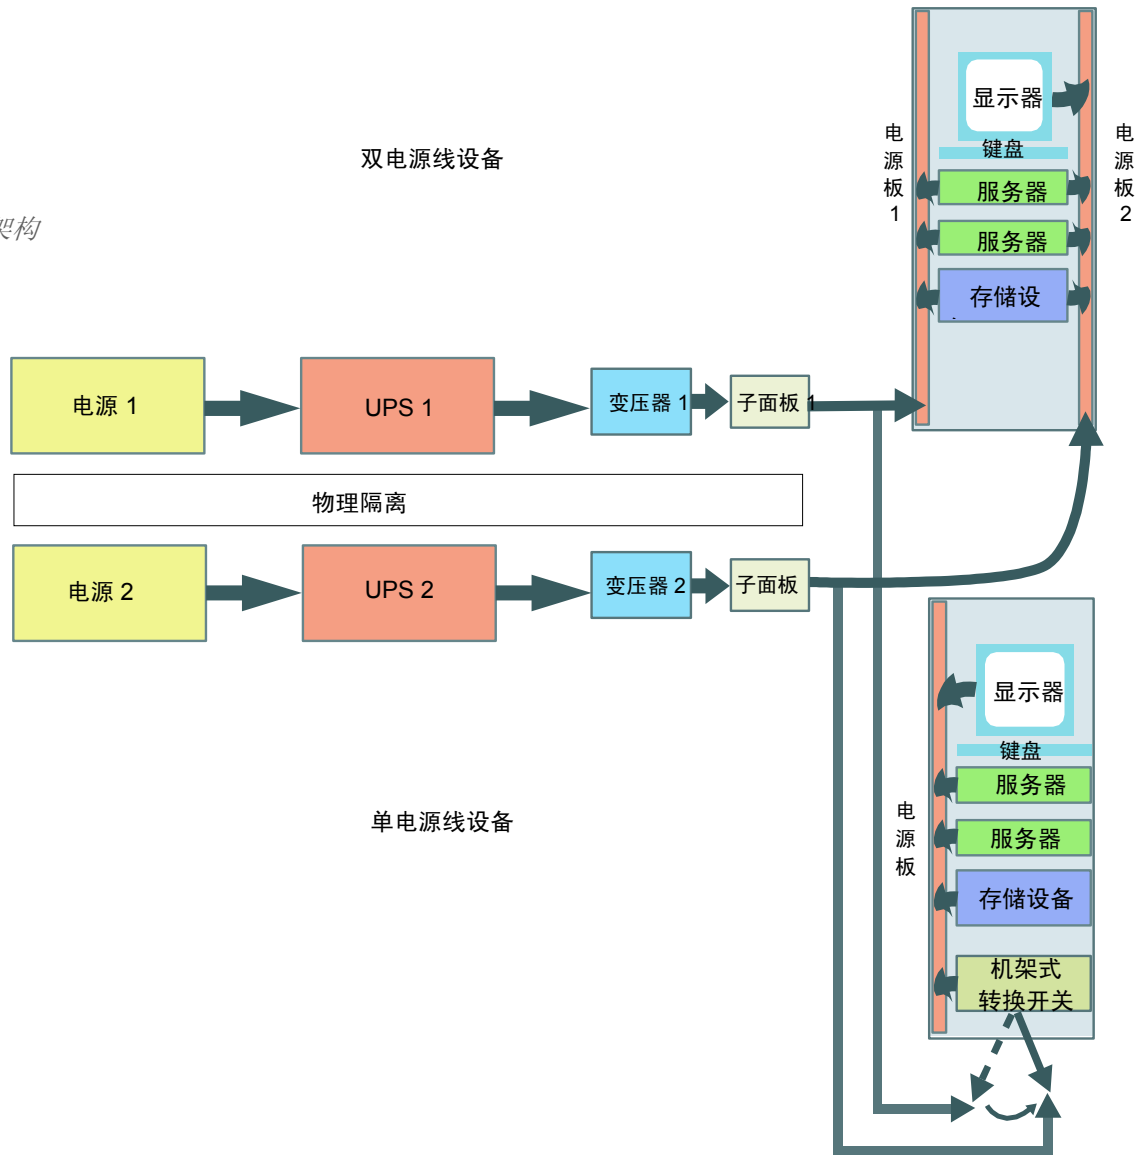 显示器
键盘
服务器
服务器
存储设
电源板1
电源板2
双电源线设备
架构
电源 1
UPS 1
变压器 1
子面板 1
物理隔离
电源 2
UPS 2
变压器 2
子面板
单电源线设备
显示器
键盘
服务器
服务器
存储设备
电源板
机架式
转换开关